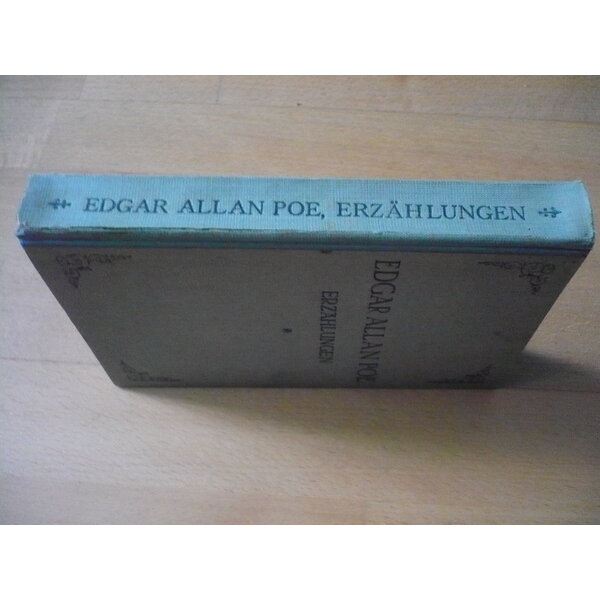 EDGAR ALLAN POE, ERZÄHLUNGEN
EDGAR ALLAN POE
ERZÄHLUNGEN